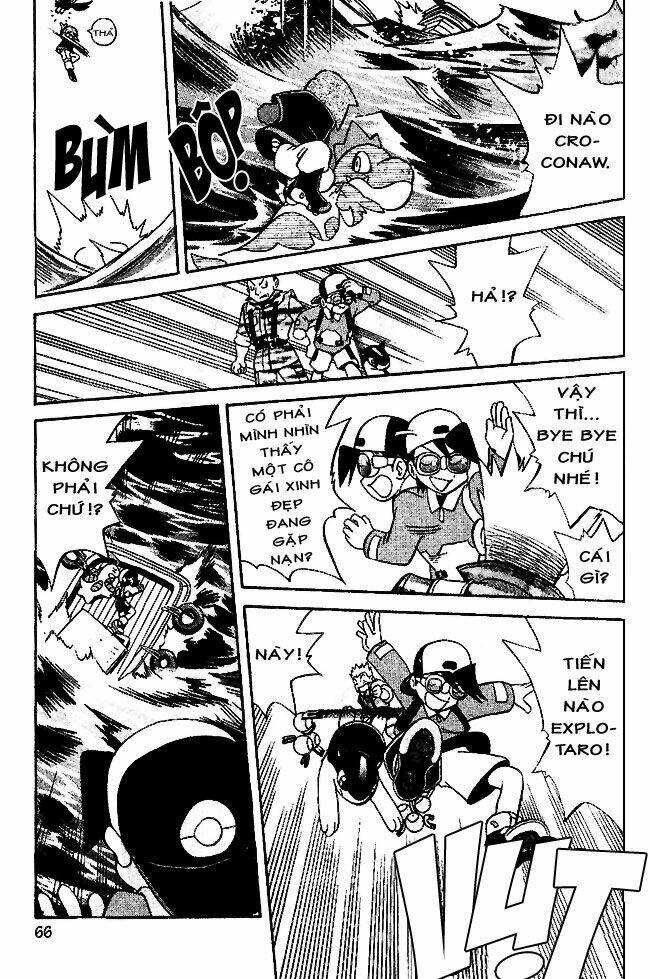 ĐI NÀO
CRO-
CONAW.
BỘP
THẢ
BÙM
HẢ!?
VẬY
THÌ...
BYE BYE
CHÚ
NHÉ!
CÓ PHẢI
MÌNH NHÌN
THẤY
MỘT CÔ
GÁI XINH
ĐẸP
ĐANG
GẶP
NẠN?
CÁI
GÌ?
KHÔNG
PHẢI
CHỨ!?
TIẾN
LÊN
NÀO
EXPLO-
TARO!
NÀY!
VỤT
66